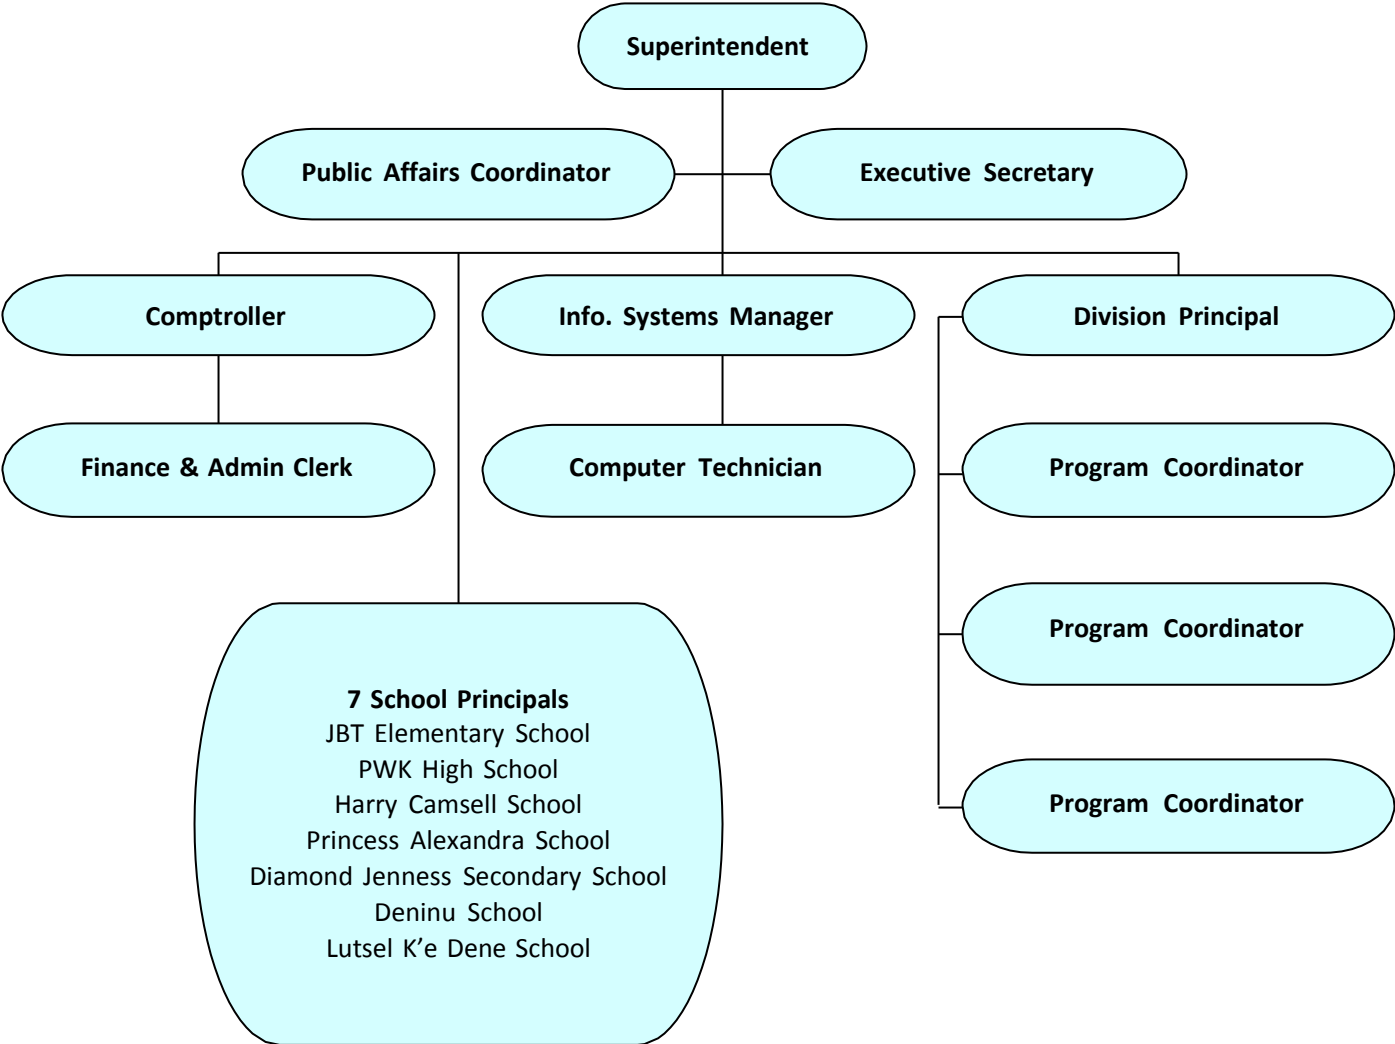 Superintendent
Public Affairs Coordinator
Executive Secretary
Comptroller
Info. Systems Manager
Division Principal
Finance & Admin Clerk
Computer Technician
Program Coordinator
Program Coordinator
7 School Principals
JBT Elementary School
PWK High School
Harry Camsell School
Princess Alexandra School
Diamond Jenness Secondary School
Deninu School
Lutsel K’e Dene School
Program Coordinator